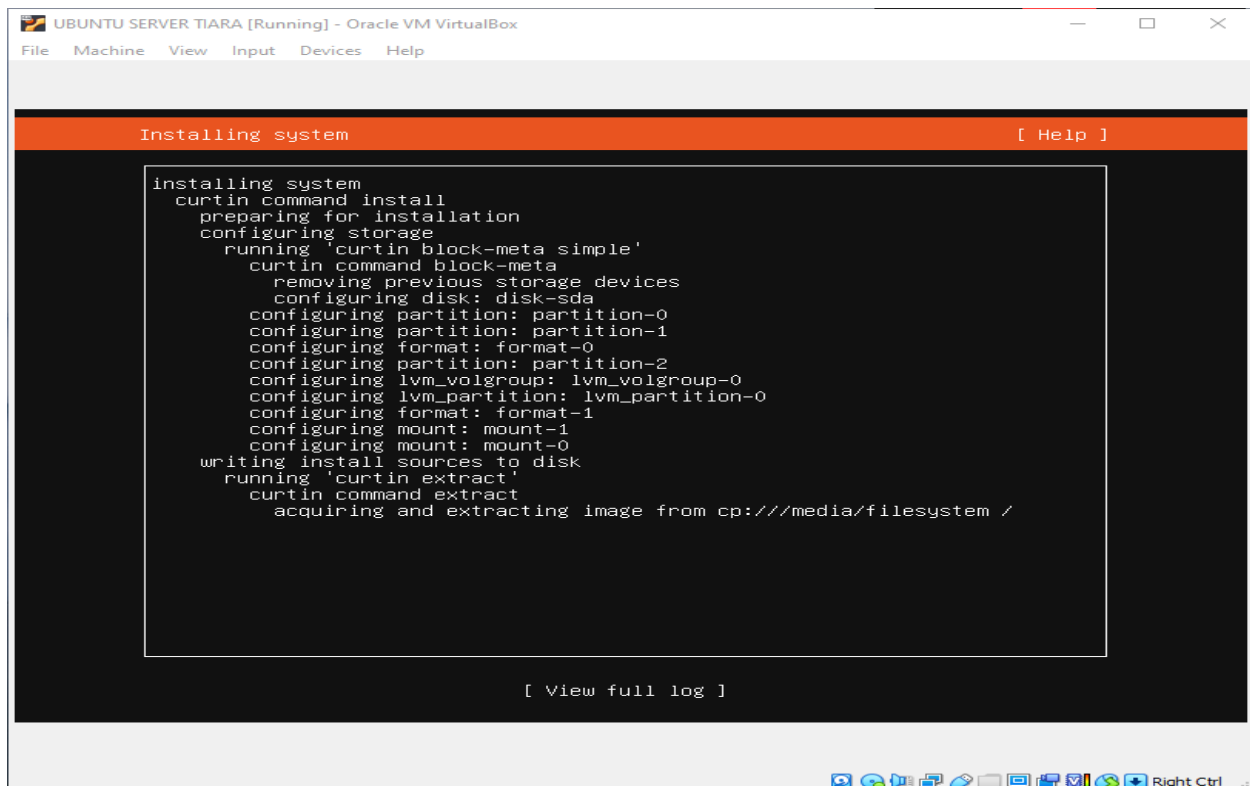 UBUNTU SERVER TIARA [Running] - Oracle VM VirtualBox
File Machine View Input Devices Help
Installing system [ Help ]
installing system
curtin command install
preparing for installation
configuring storage
running 'curtin block-meta simple'
curtin command block-meta
removing previous storage devices
configuring disk: disk-sda
configuring partition: partition-0
configuring partition: partition-1
configuring format: format-0
configuring partition: partition-2
configuring lvm_volgroup: lvm_volgroup-0
configuring lvm_partition: lvm_partition-0
configuring format: format-1
configuring mount: mount-1
configuring mount: mount-0
writing install sources to disk
running 'curtin extract'
curtin command extract
acquiring and extracting image from cp:///media/filesystem /
[ View full log ]
Right Ctrl